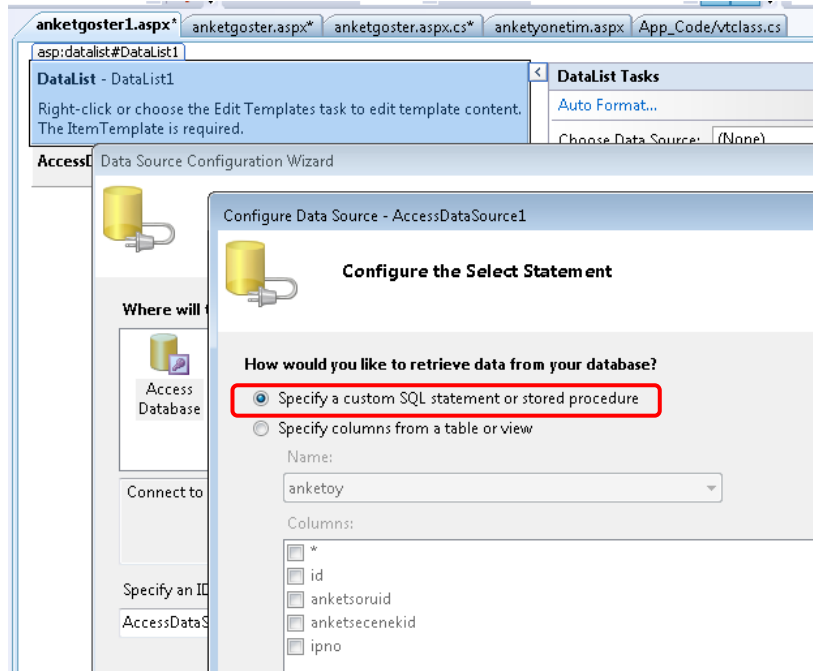 anketgoster1.aspx* anketgoster.aspx* anketgoster.aspx.cs* anketyonetim.aspx App_Code/vtclass.cs
asp:datalist#DataList1
DataList - DataList1
Right-click or choose the Edit Templates task to edit template content.
The ItemTemplate is required.
< DataList Tasks
Auto Format...
Choose Data Source: (None)
AccessD
Data Source Configuration Wizard
Configure Data Source - AccessDataSource1
Configure the Select Statement
Where will t
Access
Database
How would you like to retrieve data from your database?
Specify a custom SQL statement or stored procedure
Specify columns from a table or view
Name:
anketoy
Connect to
Columns:
*
id
anketsoruid
anketsecenekid
ipno
Specify an ID
AccessDataS